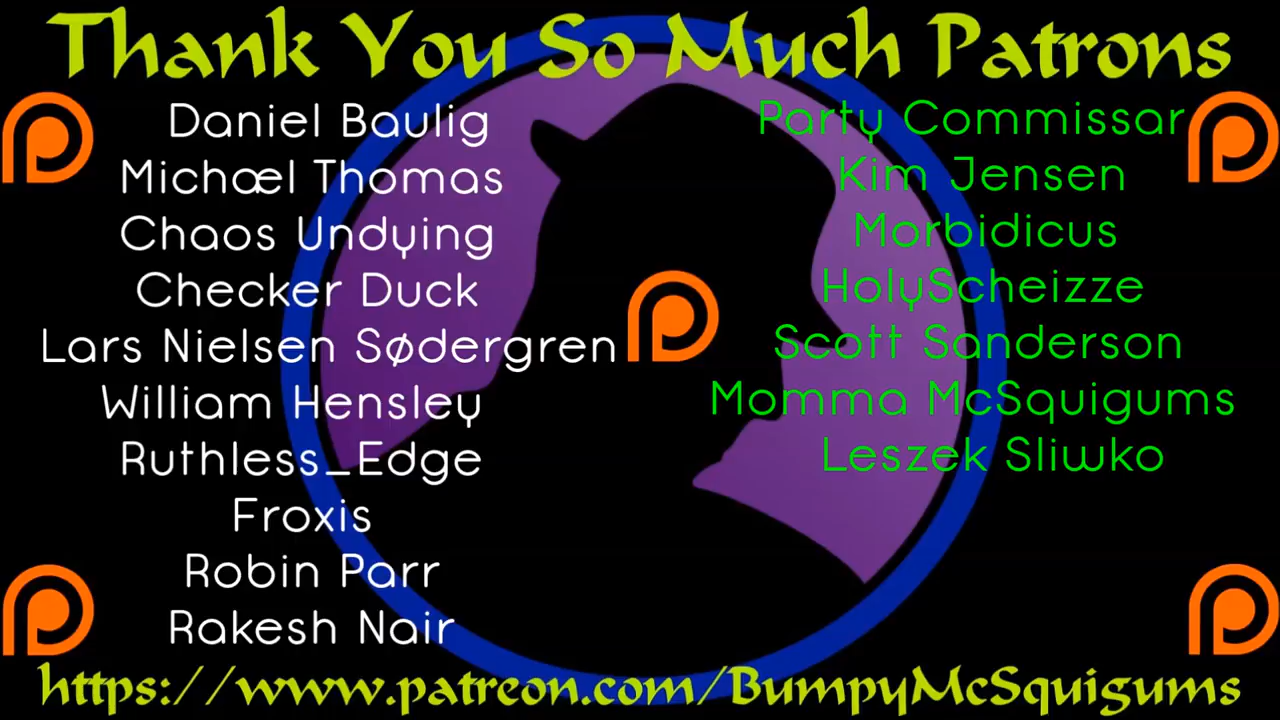 Thank You So Much Patrons
Daniel Baulig
Michael Thomas
Chaos Undying
Checker Duck
Lars Nielsen Sødergren
William Hensley
Ruthless_Edge
Froxis
Robin Parr
Rakesh Nair
Party Commissar
Kim Jensen
Morbidicus
HolyScheizze
Scott Sanderson
Momma McSquigums
Leszek Sliwko
https://www.patreon.com/BumpyMcSquigums